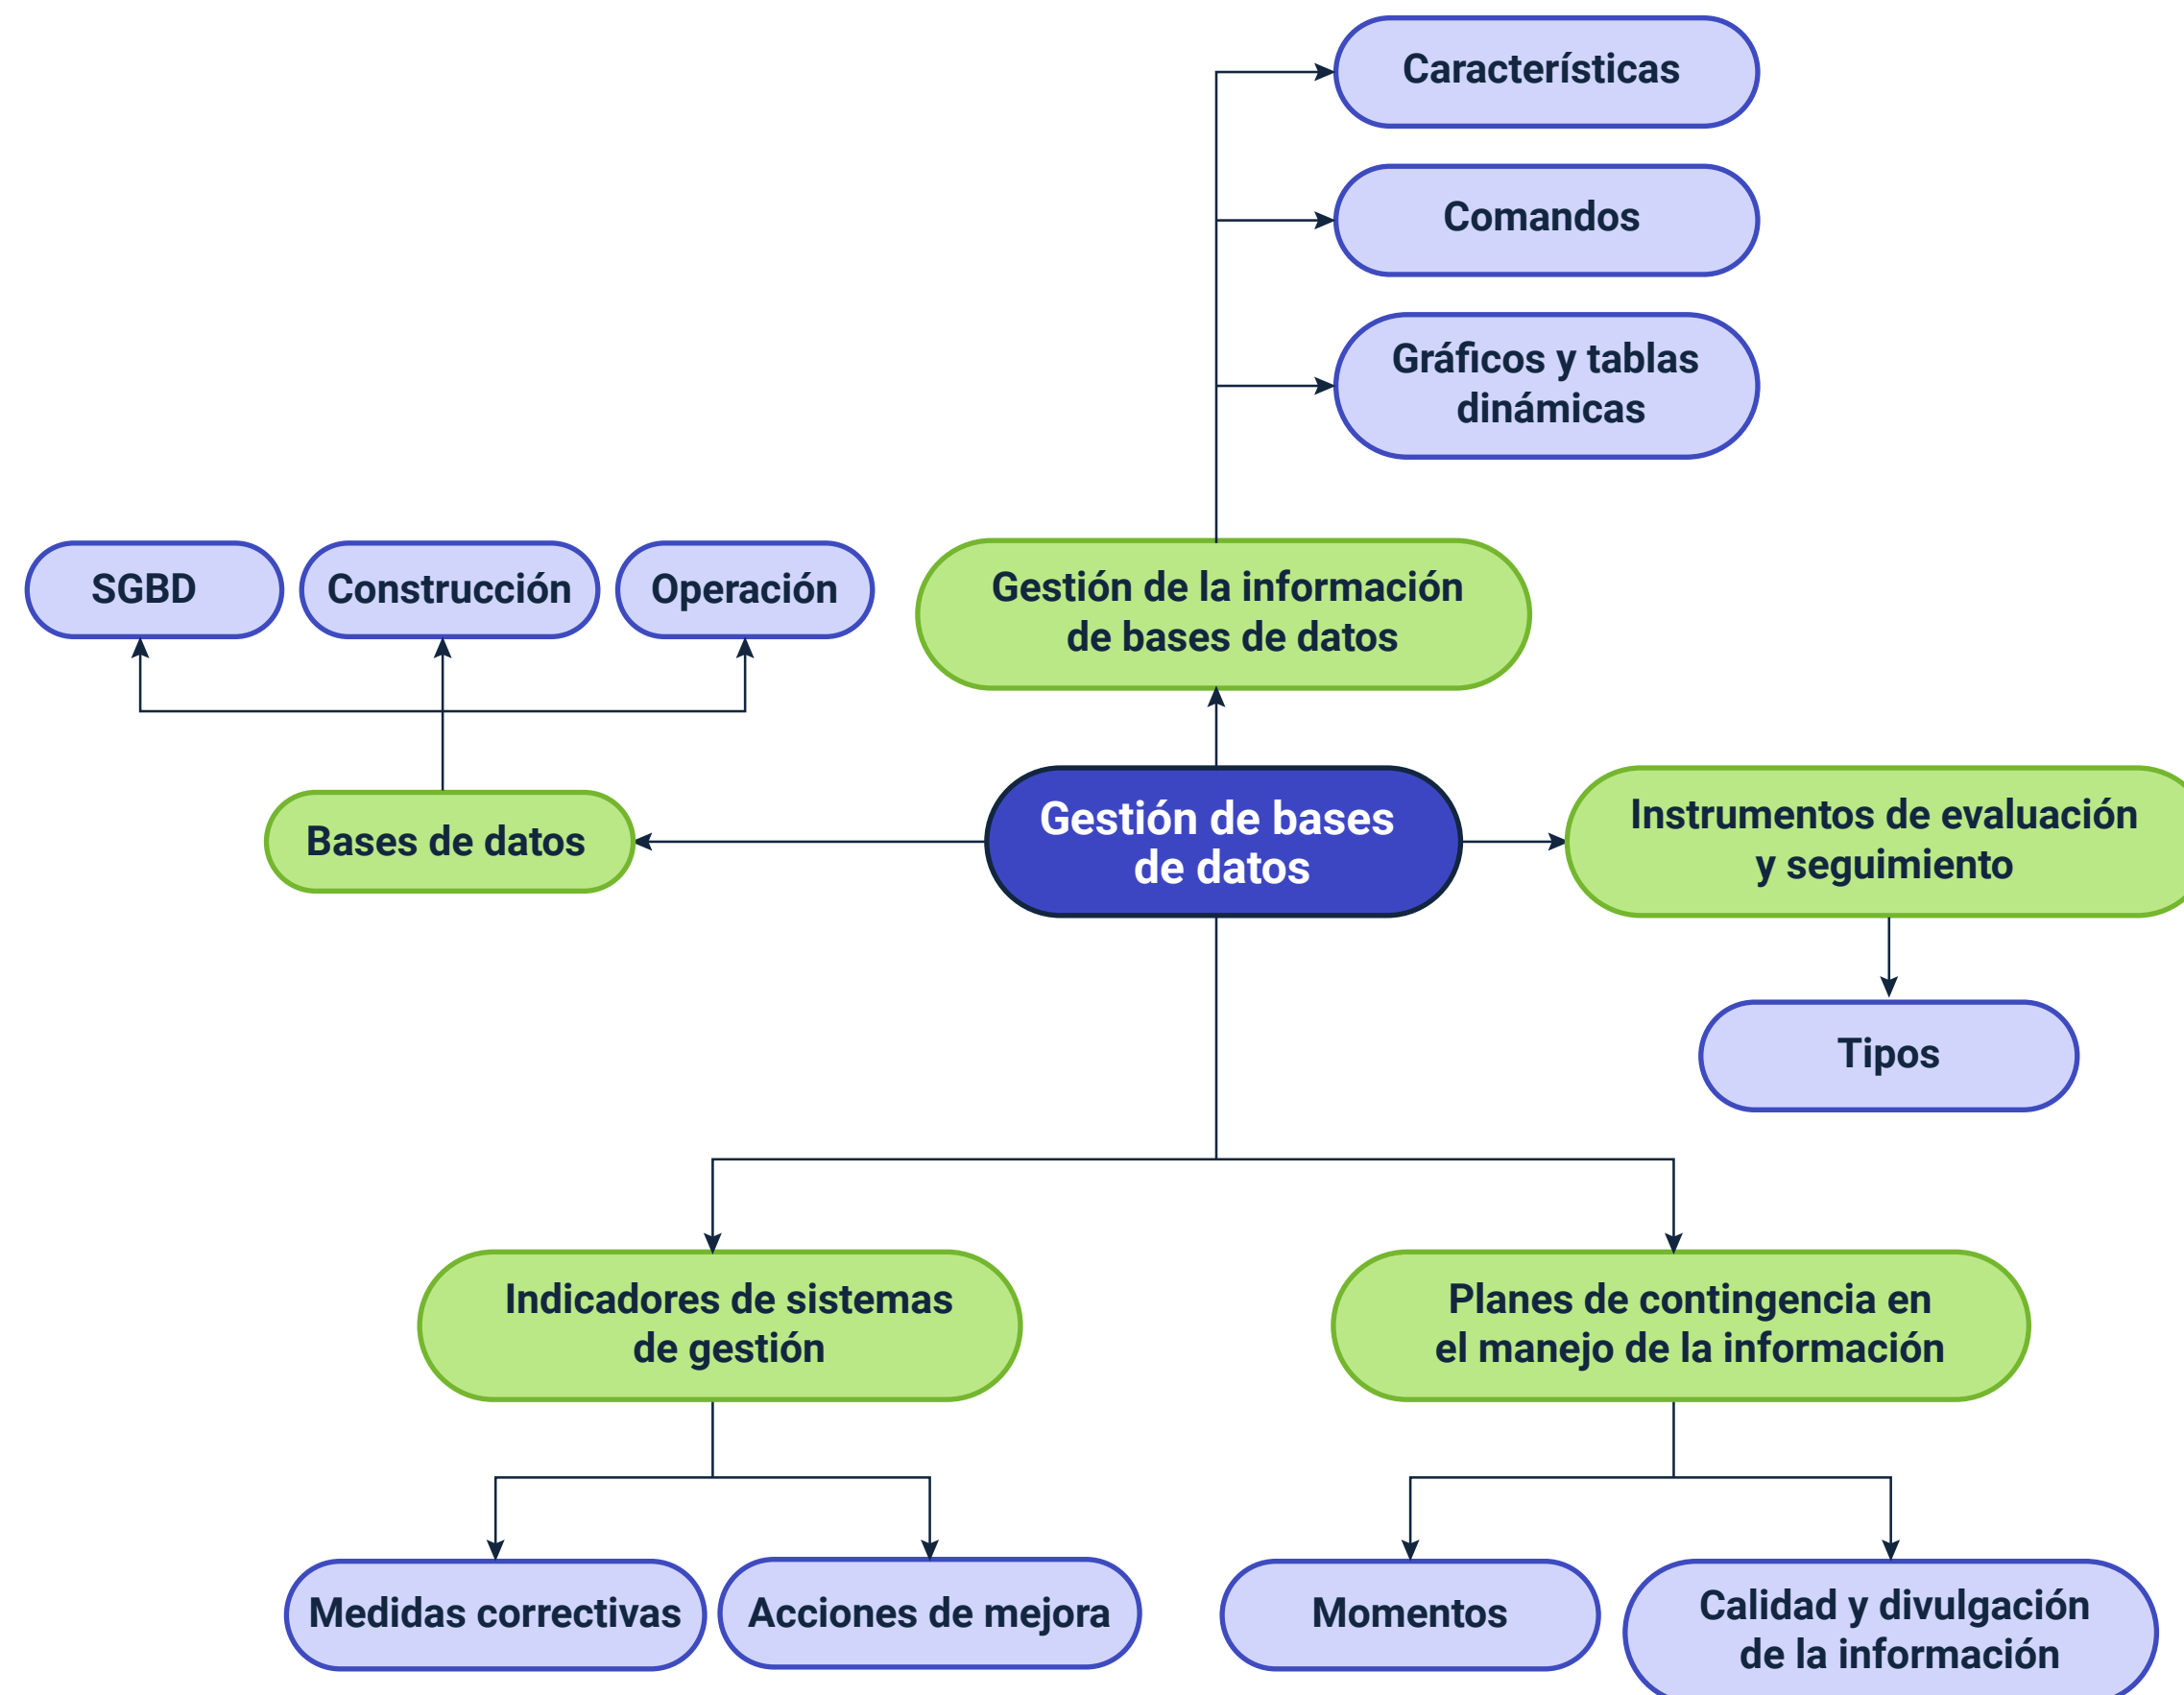 Características
Comandos
Gráficos y tablas
dinámicas
SGBD
Construcción
Operación
Gestión de la información
de bases de datos
Bases de datos
Gestión de bases
de datos
Instrumentos de evaluación
y seguimiento
Tipos
Indicadores de sistemas
de gestión
Planes de contingencia en
el manejo de la información
Medidas correctivas
Acciones de mejora
Momentos
Calidad y divulgación
de la información